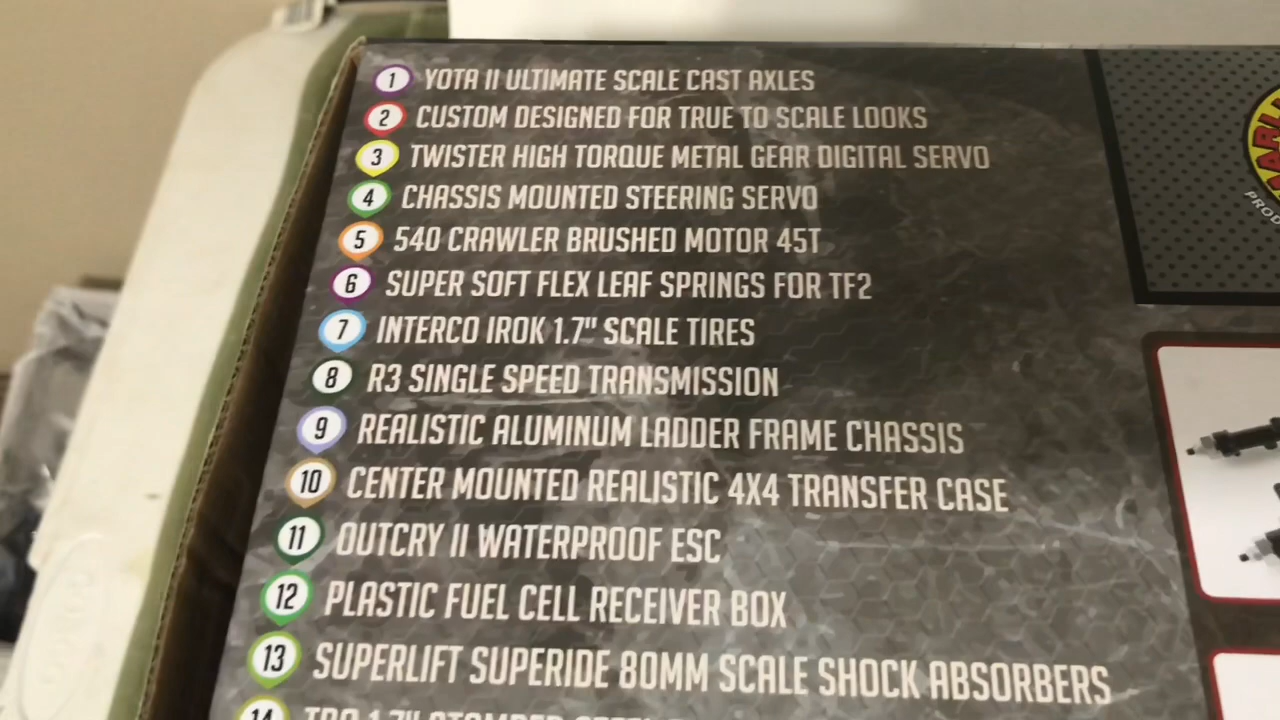 1 YOTA II ULTIMATE SCALE CAST AXLES
2 CUSTOM DESIGNED FOR TRUE TO SCALE LOOKS
3 TWISTER HIGH TORQUE METAL GEAR DIGITAL SERVO
4 CHASSIS MOUNTED STEERING SERVO
5 540 CRAWLER BRUSHED MOTOR 45T
6 SUPER SOFT FLEX LEAF SPRINGS FOR TF2
7 INTERCO IROK 1.7" SCALE TIRES
8 R3 SINGLE SPEED TRANSMISSION
9 REALISTIC ALUMINUM LADDER FRAME CHASSIS
10 CENTER MOUNTED REALISTIC 4X4 TRANSFER CASE
11 OUTCRY II WATERPROOF ESC
12 PLASTIC FUEL CELL RECEIVER BOX
13 SUPERLIFT SUPERIDE 80MM SCALE SHOCK ABSORBERS
14 1.7"